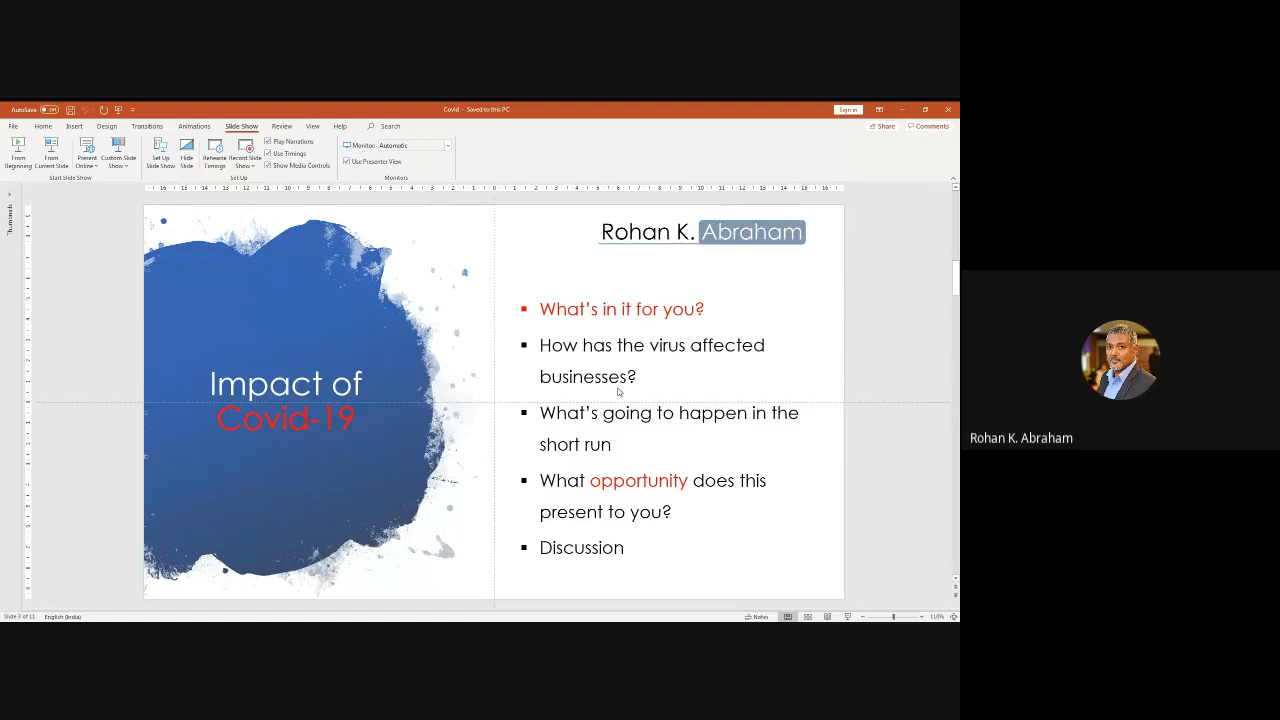 AutoSave Off
Covid - Saved to this PC
Sign in
File Home Insert Design Transitions Animations Slide Show Review View Help Search
Share Comments
From Beginning
From Current Slide
Present Online
Custom Slide Show
Set Up Slide Show
Hide Slide
Rehearse Timings
Record Slide Show
Play Narrations
Use Timings
Show Media Controls
Monitor: Automatic
Use Presenter View
Start Slide Show
Set Up
Monitors
Thumbnails
Rohan K. Abraham
Impact of
Covid-19
What's in it for you?
How has the virus affected
businesses?
What's going to happen in the
short run
What opportunity does this
present to you?
Discussion
Slide 3 of 11 English (India)
Notes
110%
Rohan K. Abraham